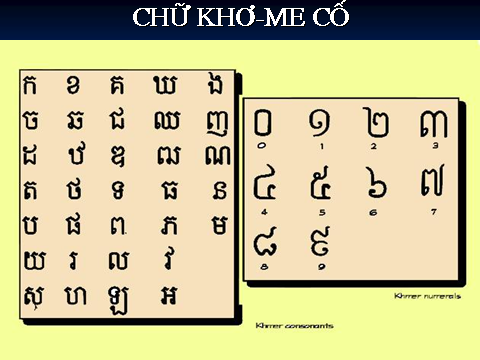 CHỮ KHƠ-ME CỔ
ក ខ គ ឃ ង
ច ឆ ជ ឈ ញ
ដ ឋ ឌ ឍ ណ
ត ថ ទ ធ ន
ប ផ ព ភ ម
យ រ ល វ
ស ហ ឡ អ
Khmer consonants
០ ១ ២ ៣
0 1 2 3
៤ ៥ ៦ ៧
4 5 6 7
៨ ៩
8 9
Khmer numerals